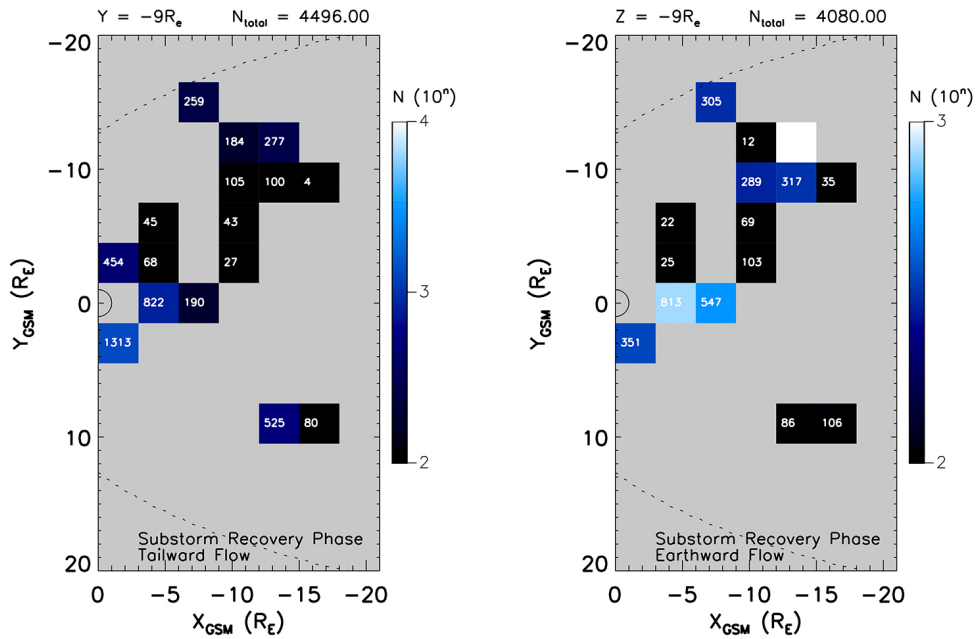 Y = −9Rₑ N_total = 4496.00
−20
−10
0
10
20
Y_GSM (R_E)
259
184 277
105 100 4
45 43
454 68 27
822 190
1313
525 80
Substorm Recovery Phase
Tailward Flow
0 −5 −10 −15 −20
X_GSM (R_E)
N (10ⁿ)
4
3
2
Z = −9Rₑ N_total = 4080.00
−20
−10
0
10
20
Y_GSM (R_E)
305
12
289 317 35
22 69
25 103
813 547
351
86 106
Substorm Recovery Phase
Earthward Flow
0 −5 −10 −15 −20
X_GSM (R_E)
N (10ⁿ)
3
2